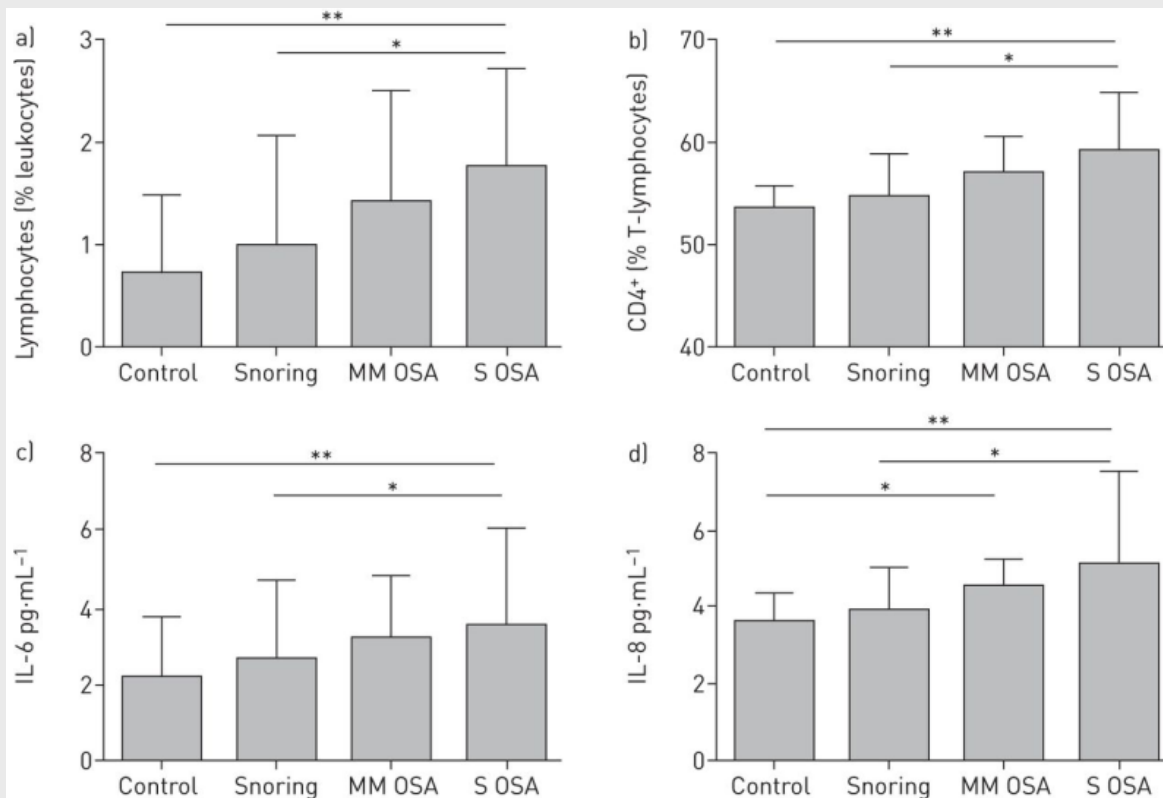 a)
Lymphocytes (% leukocytes)
3
2
1
0
**
*
Control Snoring MM OSA S OSA
b)
CD4⁺ (% T-lymphocytes)
70
60
50
40
**
*
Control Snoring MM OSA S OSA
c)
IL-6 pg·mL⁻¹
8
6
4
2
0
**
*
Control Snoring MM OSA S OSA
d)
IL-8 pg·mL⁻¹
8
6
4
2
0
**
*
*
Control Snoring MM OSA S OSA